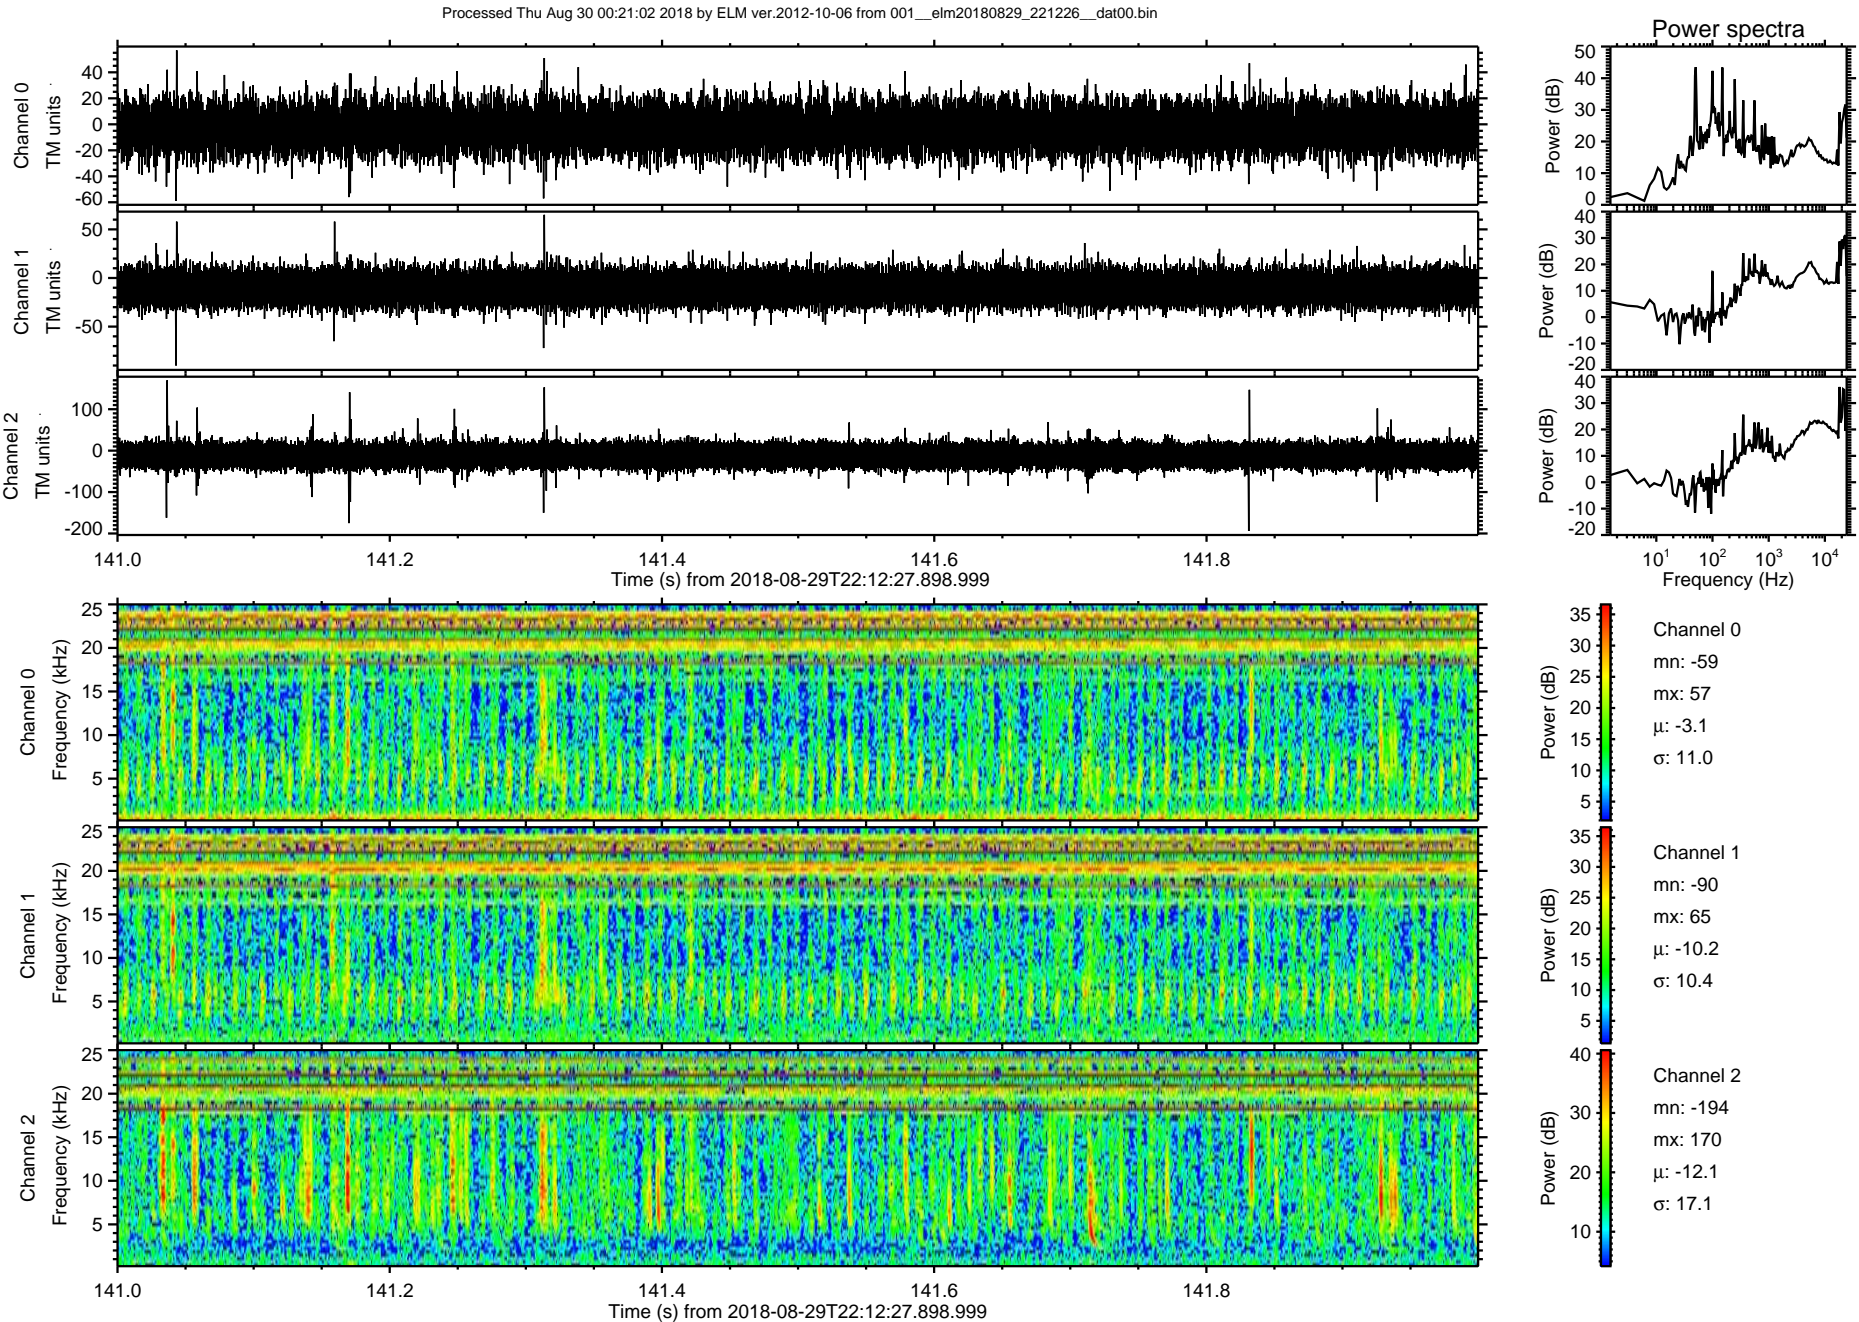 Processed Thu Aug 30 00:21:02 2018 by ELM ver.2012-10-06 from 001__elm20180829_221226__dat00.bin
Power spectra
Channel 0
TM units
40
20
0
-20
-40
-60
Power (dB)
50
40
30
20
10
0
Channel 1
TM units
50
0
-50
Power (dB)
40
30
20
10
0
-10
-20
Channel 2
TM units
100
0
-100
-200
Power (dB)
40
30
20
10
0
-10
-20
141.0 141.2 141.4 141.6 141.8
Time (s) from 2018-08-29T22:12:27.898.999
10^1 10^2 10^3 10^4
Frequency (Hz)
Channel 0
Frequency (kHz)
25
20
15
10
5
Power (dB)
35
30
25
20
15
10
5
Channel 0
mn: -59
mx: 57
μ: -3.1
σ: 11.0
Channel 1
Frequency (kHz)
25
20
15
10
5
Power (dB)
35
30
25
20
15
10
5
Channel 1
mn: -90
mx: 65
μ: -10.2
σ: 10.4
Channel 2
Frequency (kHz)
25
20
15
10
5
Power (dB)
40
30
20
10
Channel 2
mn: -194
mx: 170
μ: -12.1
σ: 17.1
141.0 141.2 141.4 141.6 141.8
Time (s) from 2018-08-29T22:12:27.898.999